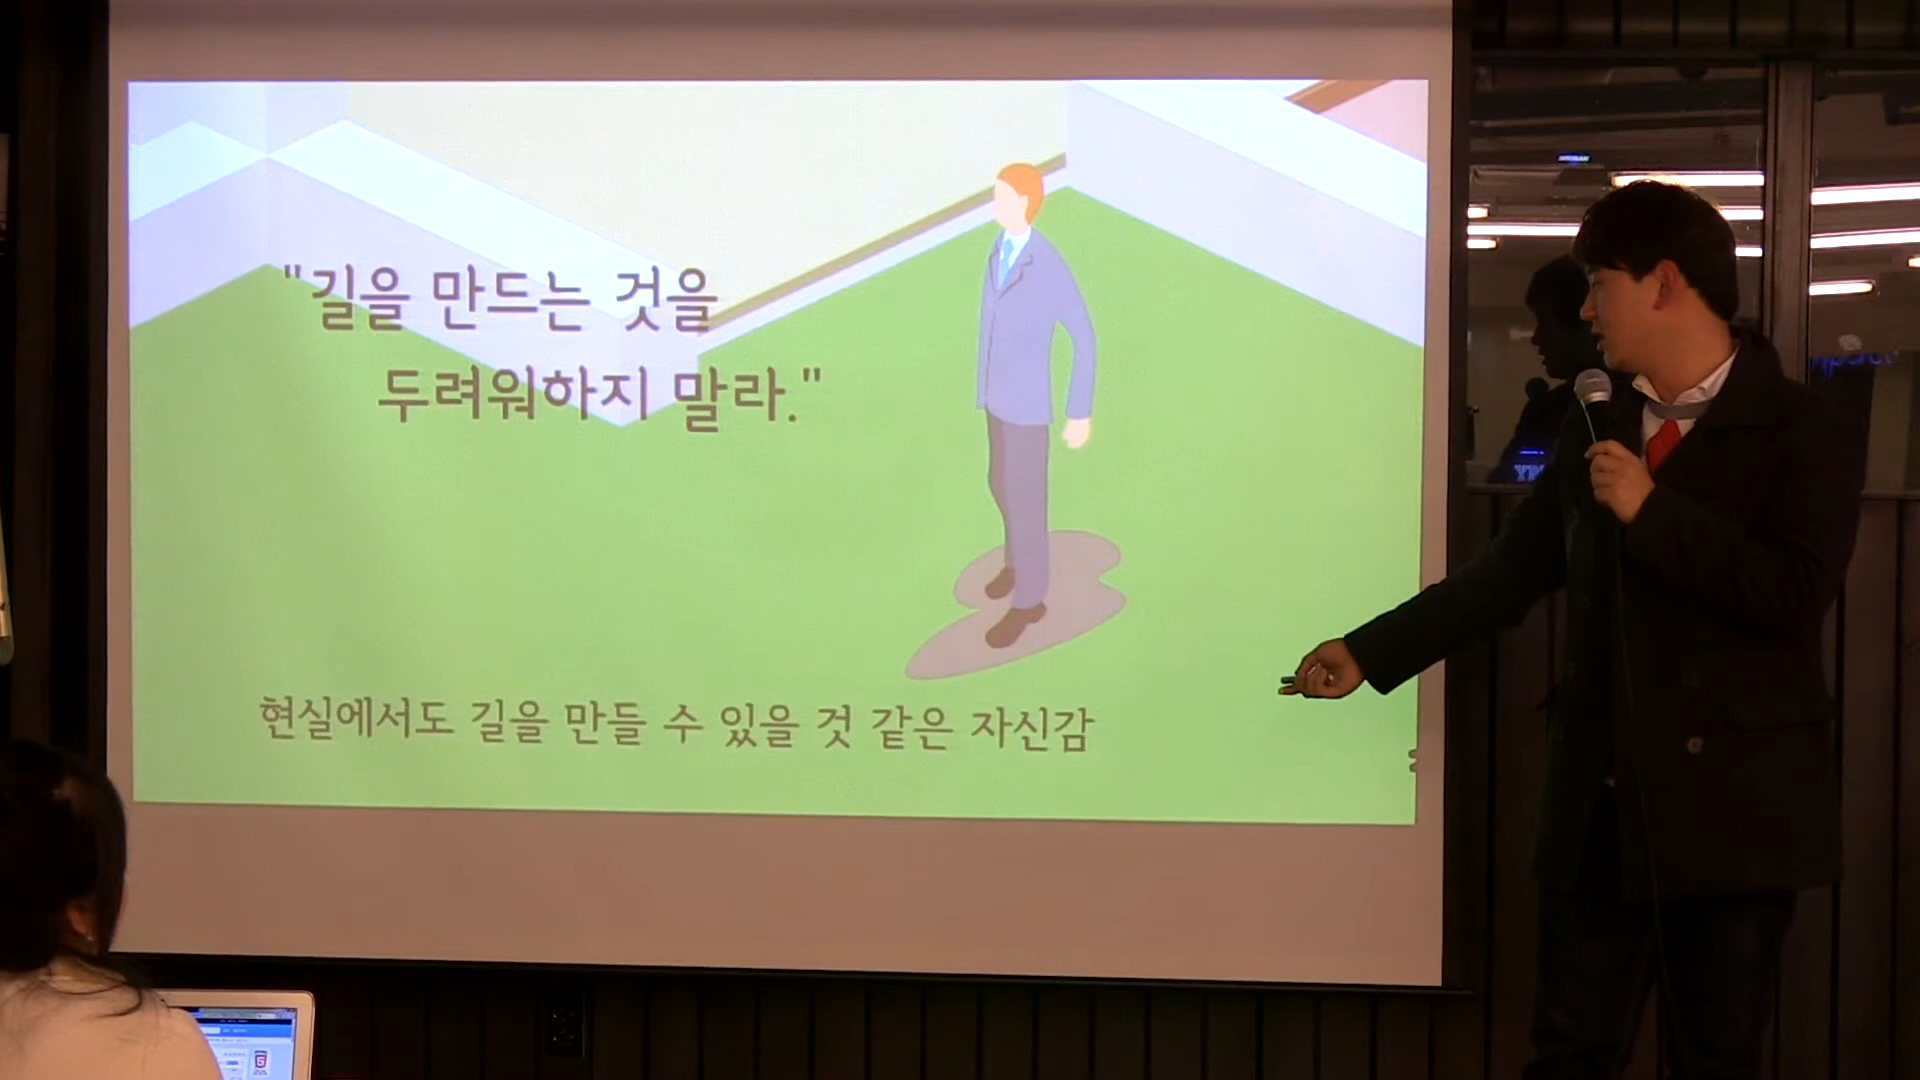 "길을 만드는 것을
두려워하지 말라."
현실에서도 길을 만들 수 있을 것 같은 자신감